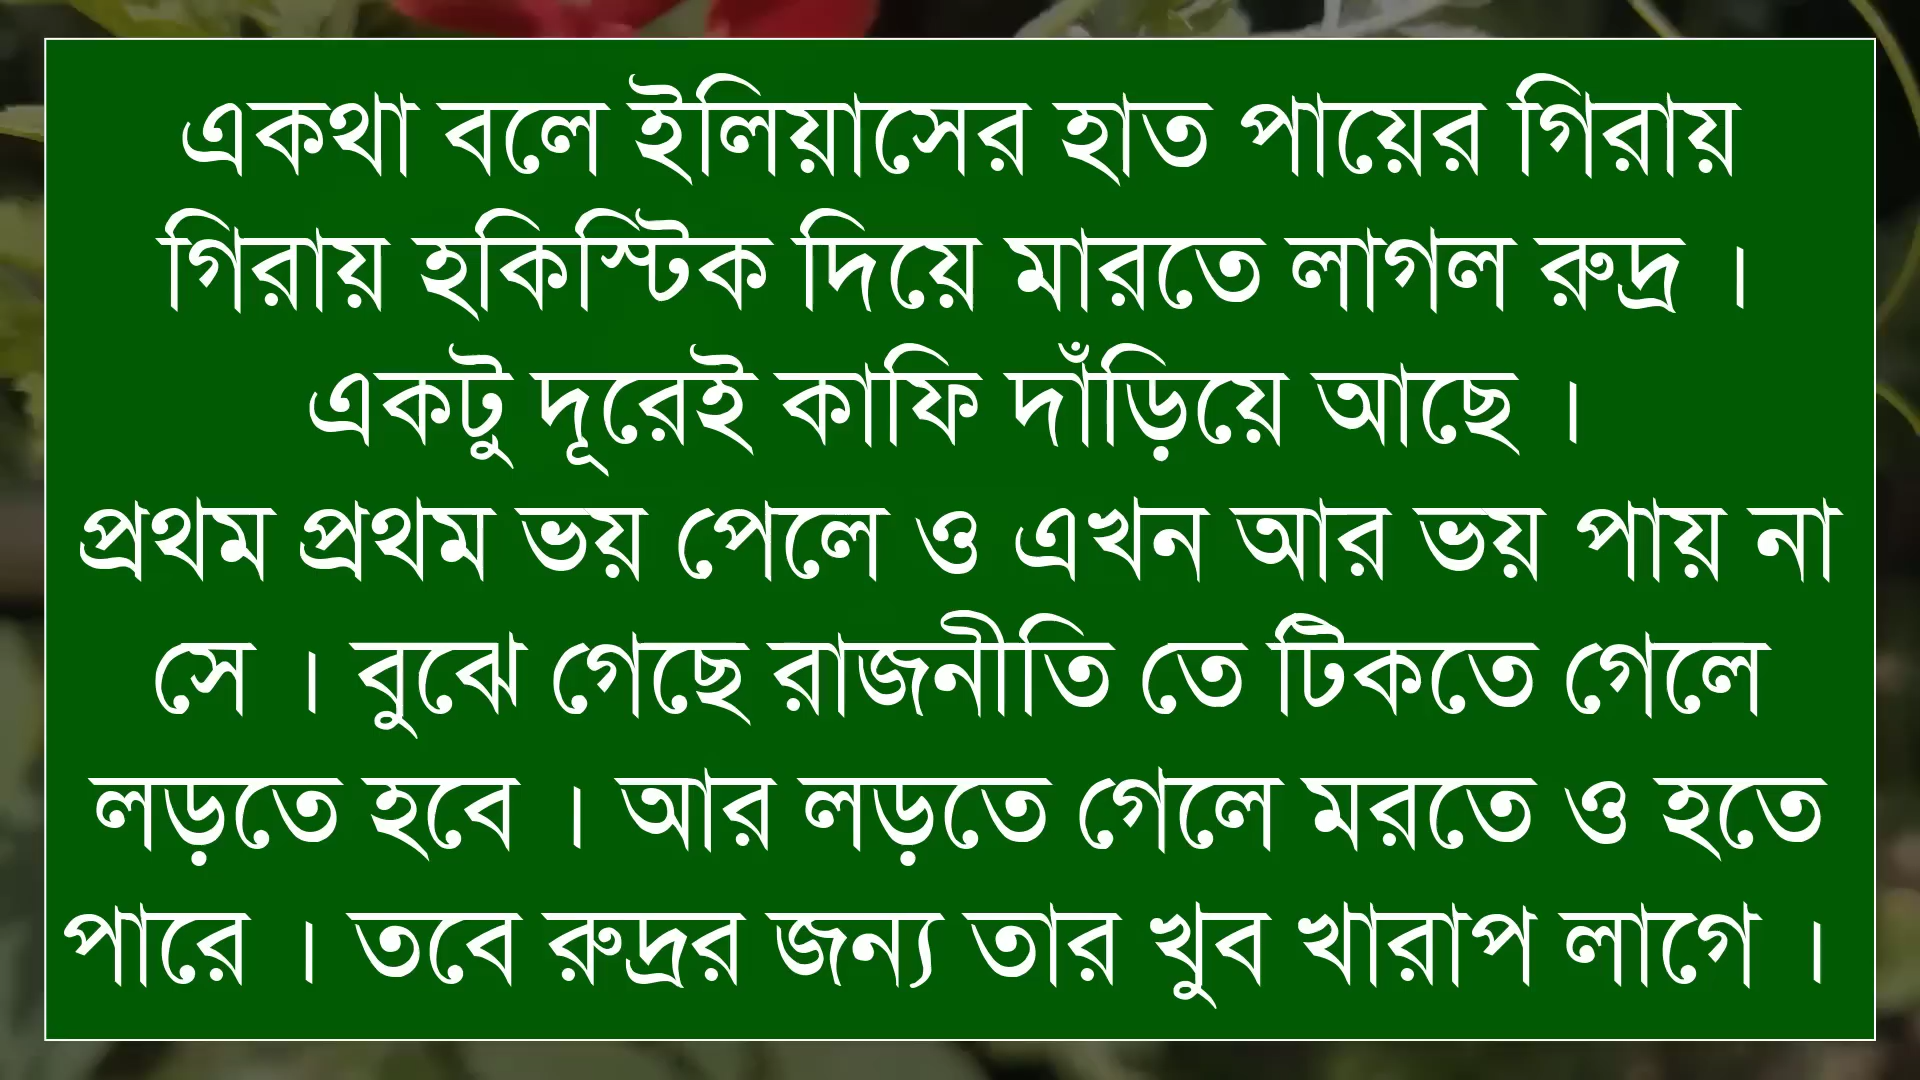 একথা বলে ইলিয়াসের হাত পায়ের গিরায়
গিরায় হকিস্টিক দিয়ে মারতে লাগল রুদ্র ।
একটু দূরেই কাফি দাঁড়িয়ে আছে ।
প্রথম প্রথম ভয় পেলে ও এখন আর ভয় পায় না
সে । বুঝে গেছে রাজনীতি তে টিকতে গেলে
লড়তে হবে । আর লড়তে গেলে মরতে ও হতে
পারে । তবে রুদ্রর জন্য তার খুব খারাপ লাগে ।